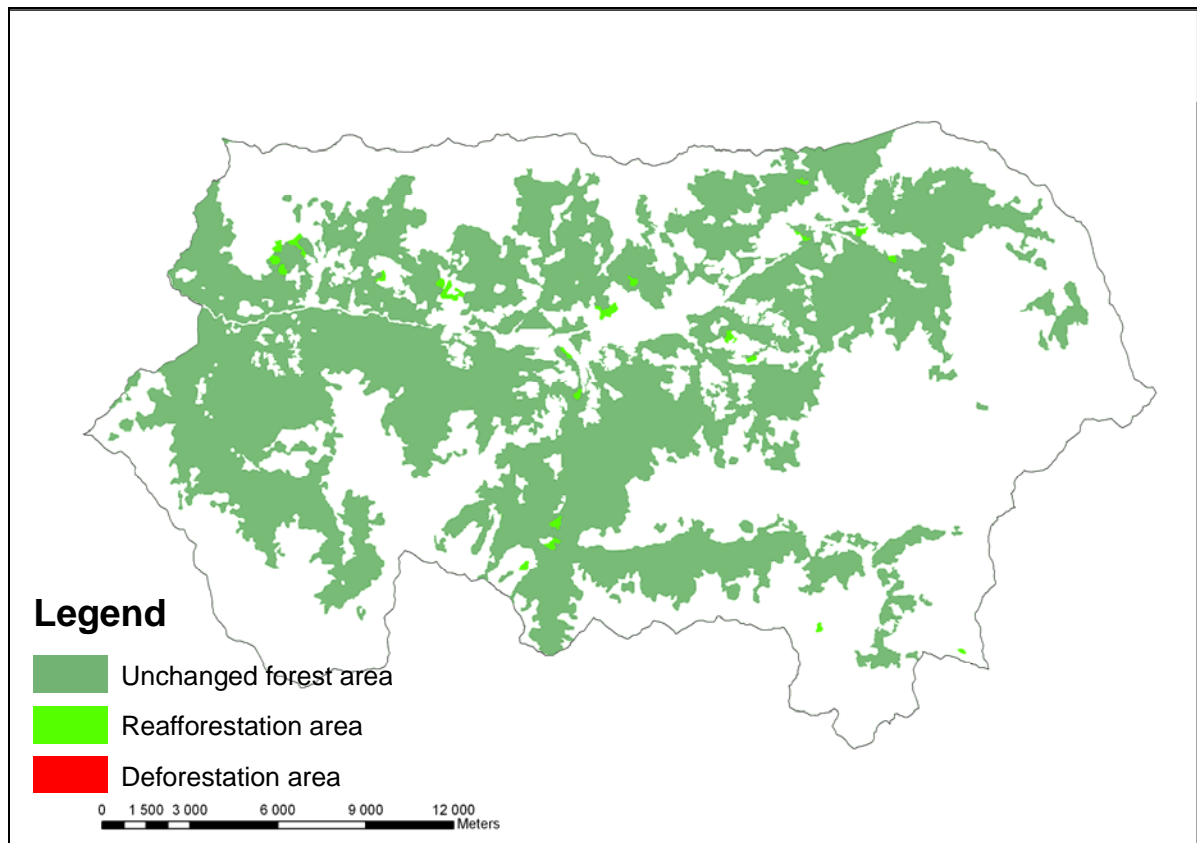 Legend
Unchanged forest area
Reafforestation area
Deforestation area
0 1 500 3 000 6 000 9 000 12 000
Meters